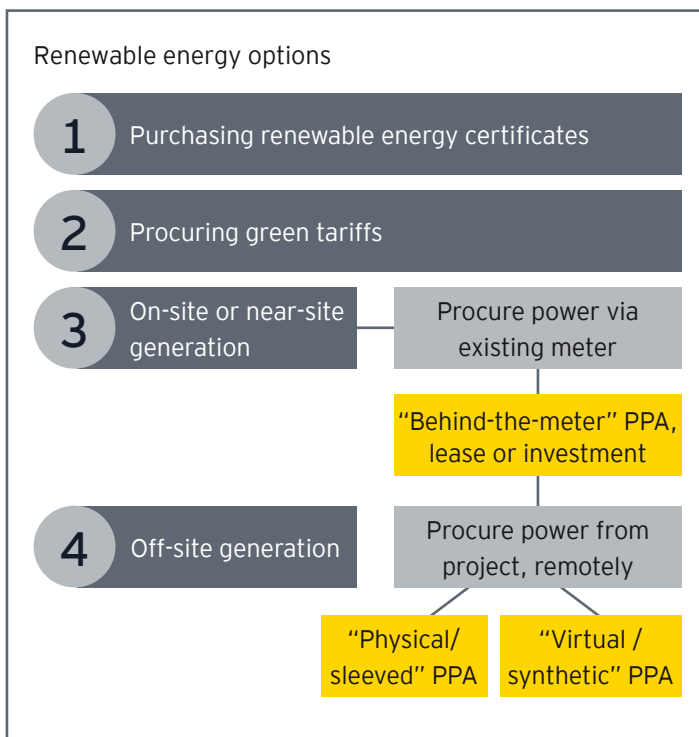 Renewable energy options
1
Purchasing renewable energy certificates
2
Procuring green tariffs
3
On-site or near-site
generation
Procure power via
existing meter
“Behind-the-meter” PPA,
lease or investment
4
Off-site generation
Procure power from
project, remotely
“Physical/
sleeved” PPA
“Virtual /
synthetic” PPA